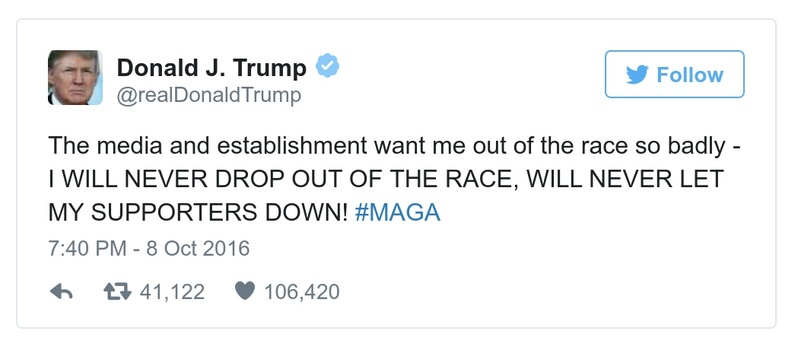 Donald J. Trump
@realDonaldTrump
Follow
The media and establishment want me out of the race so badly -
I WILL NEVER DROP OUT OF THE RACE, WILL NEVER LET
MY SUPPORTERS DOWN! #MAGA
7:40 PM - 8 Oct 2016
41,122 106,420